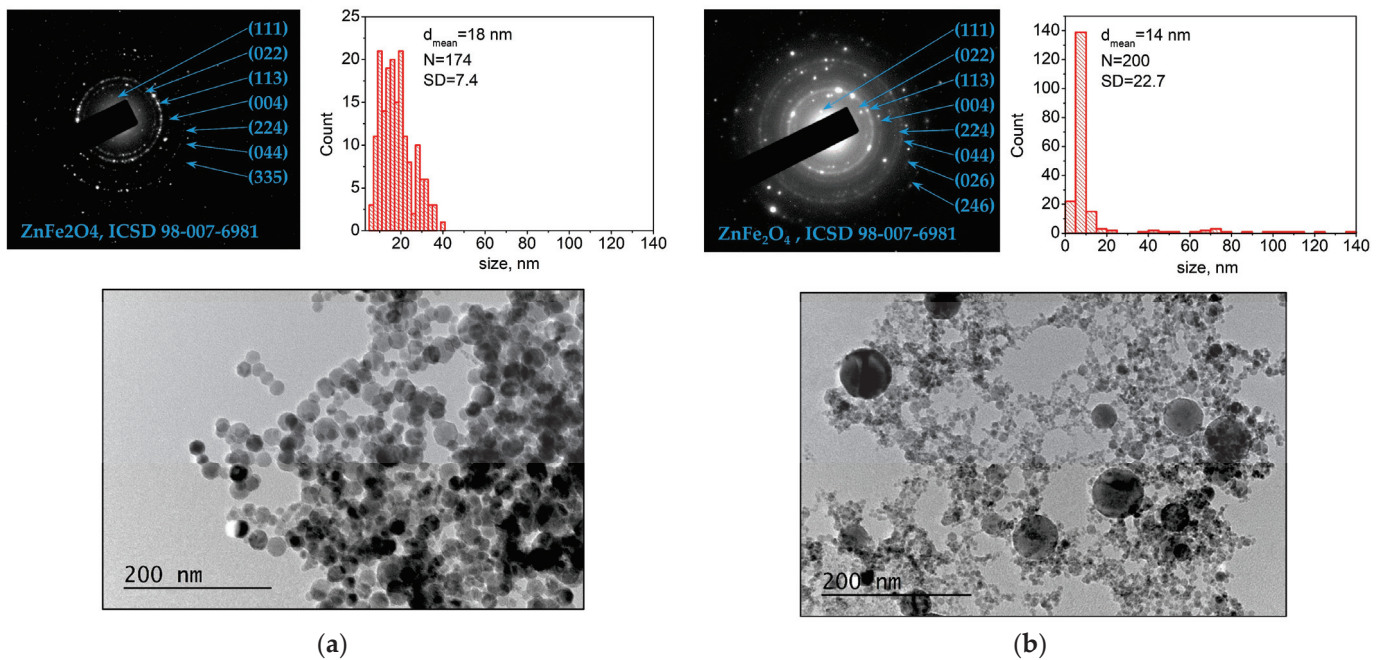 (111)
(022)
(113)
(004)
(224)
(044)
(335)
ZnFe2O4, ICSD 98-007-6981
25
20
15
10
5
0
Count
d_mean=18 nm
N=174
SD=7.4
20 40 60 80 100 120 140
size, nm
200 nm
(a)
(111)
(022)
(113)
(004)
(224)
(044)
(026)
(246)
ZnFe₂O₄ , ICSD 98-007-6981
140
120
100
80
60
40
20
0
Count
d_mean=14 nm
N=200
SD=22.7
0 20 40 60 80 100 120 140
size, nm
200 nm
(b)